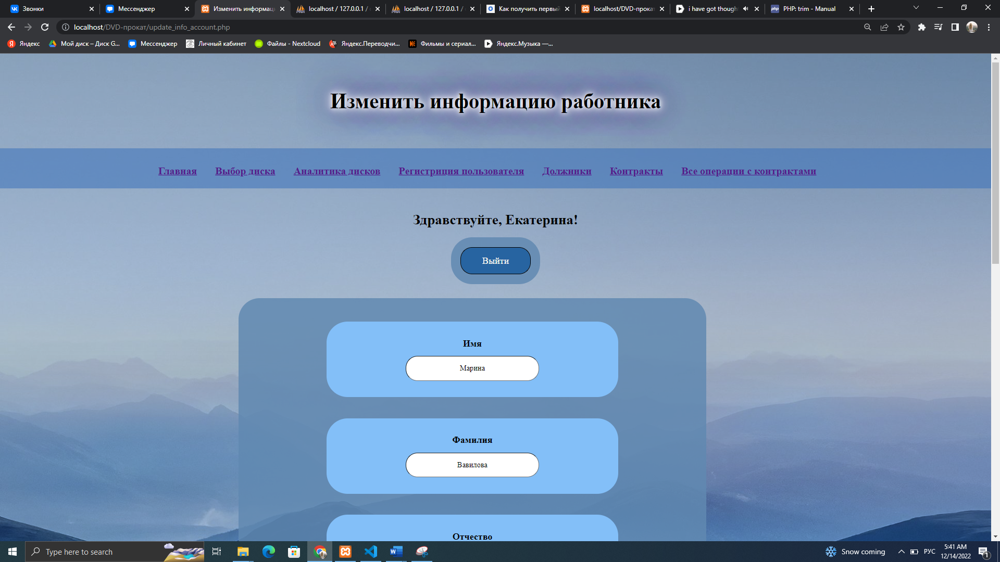 Звонки
Мессенджер
Изменить информац
localhost / 127.0.0.1 /
localhost / 127.0.0.1 /
Как получить первый
localhost/DVD-прока
i have got though
PHP: trim - Manual
localhost/DVD-прокат/update_info_account.php
Яндекс
Мой диск – Диск G...
Мессенджер
Личный кабинет
Файлы - Nextcloud
Яндекс.Переводчи...
Фильмы и сериал...
Яндекс.Музыка —...
Изменить информацию работника
Главная
Выбор диска
Аналитика дисков
Регистриция пользователя
Должники
Контракты
Все операции с контрактами
Здравствуйте, Екатерина!
Выйти
Имя
Марина
Фамилия
Вавилова
Отчество
Type here to search
Snow coming
РУС
5:41 AM
12/14/2022
1